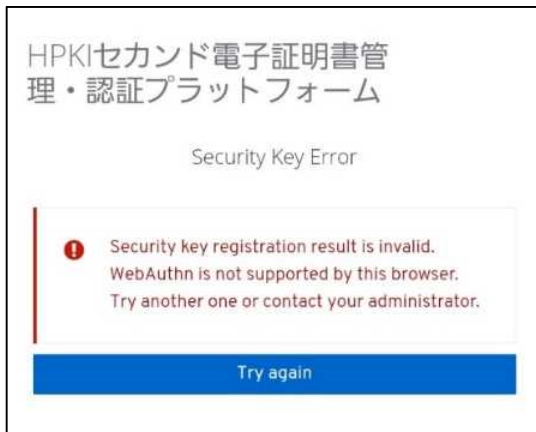 HPKIセカンド電子証明書管
理・認証プラットフォーム
Security Key Error
Security key registration result is invalid.
WebAuthn is not supported by this browser.
Try another one or contact your administrator.
Try again